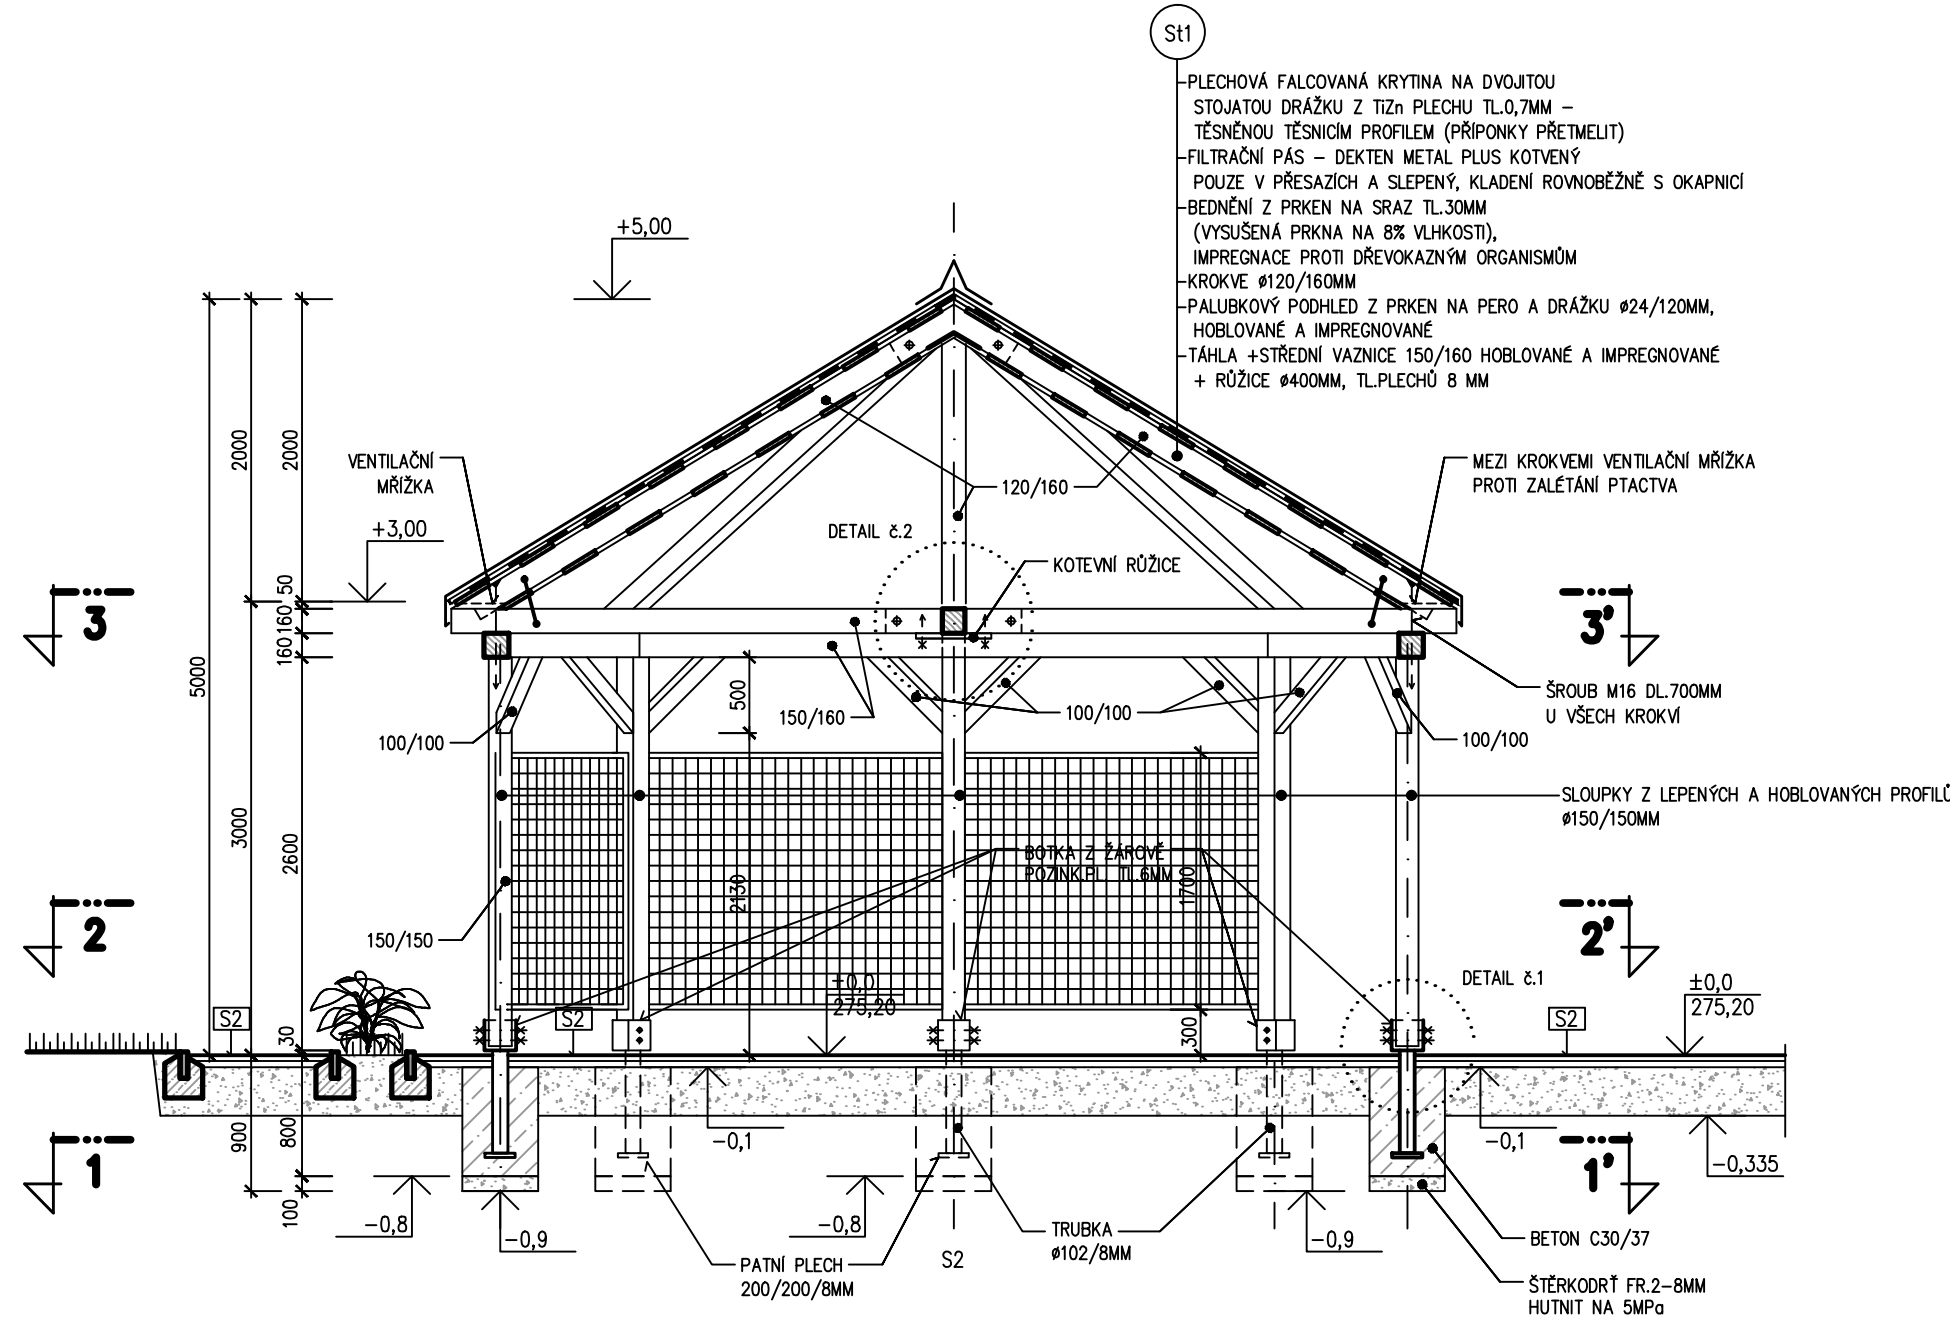 St1
PLECHOVÁ FALCOVANÁ KRYTINA NA DVOJITOU
STOJATOU DRÁŽKU Z TiZn PLECHU TL.0,7MM –
TĚSNĚNOU TĚSNICÍM PROFILEM (PŘÍPONKY PŘETMELIT)
FILTRAČNÍ PÁS – DEKTEN METAL PLUS KOTVENÝ
POUZE V PŘESAZÍCH A SLEPENÝ, KLADENÍ ROVNOBĚŽNĚ S OKAPNICÍ
BEDNĚNÍ Z PRKEN NA SRAZ TL.30MM
(VYSUŠENÁ PRKNA NA 8% VLHKOSTI),
IMPREGNACE PROTI DŘEVOKAZNÝM ORGANISMŮM
KROKVE ø120/160MM
PALUBKOVÝ PODHLED Z PRKEN NA PERO A DRÁŽKU ø24/120MM,
HOBLOVANÉ A IMPREGNOVANÉ
TÁHLA +STŘEDNÍ VAZNICE 150/160 HOBLOVANÉ A IMPREGNOVANÉ
+ RŮŽICE ø400MM, TL.PLECHŮ 8 MM
+5,00
2000
2000
VENTILAČNÍ
MŘÍŽKA
120/160
MEZI KROKVEMI VENTILAČNÍ MŘÍŽKA
PROTI ZALÉTÁNÍ PTACTVA
+3,00
DETAIL č.2
KOTEVNÍ RŮŽICE
50
160
160
3
3'
5000
500
150/160
100/100
100/100
100/100
ŠROUB M16 DL.700MM
U VŠECH KROKVÍ
SLOUPKY Z LEPENÝCH A HOBLOVANÝCH PROFILŮ
ø150/150MM
3000
2600
2130
BOTKA Z ŽÁROVĚ
POZINK.PL. TL.6MM
1700
2
2'
150/150
DETAIL č.1
±0,0
275,20
±0,0
275,20
S2
S2
S2
30
300
900
800
100
-0,1
-0,1
-0,335
1
1'
-0,8
-0,9
-0,8
-0,9
PATNÍ PLECH
200/200/8MM
S2
TRUBKA
ø102/8MM
BETON C30/37
ŠTĚRKODRŤ FR.2-8MM
HUTNIT NA 5MPa